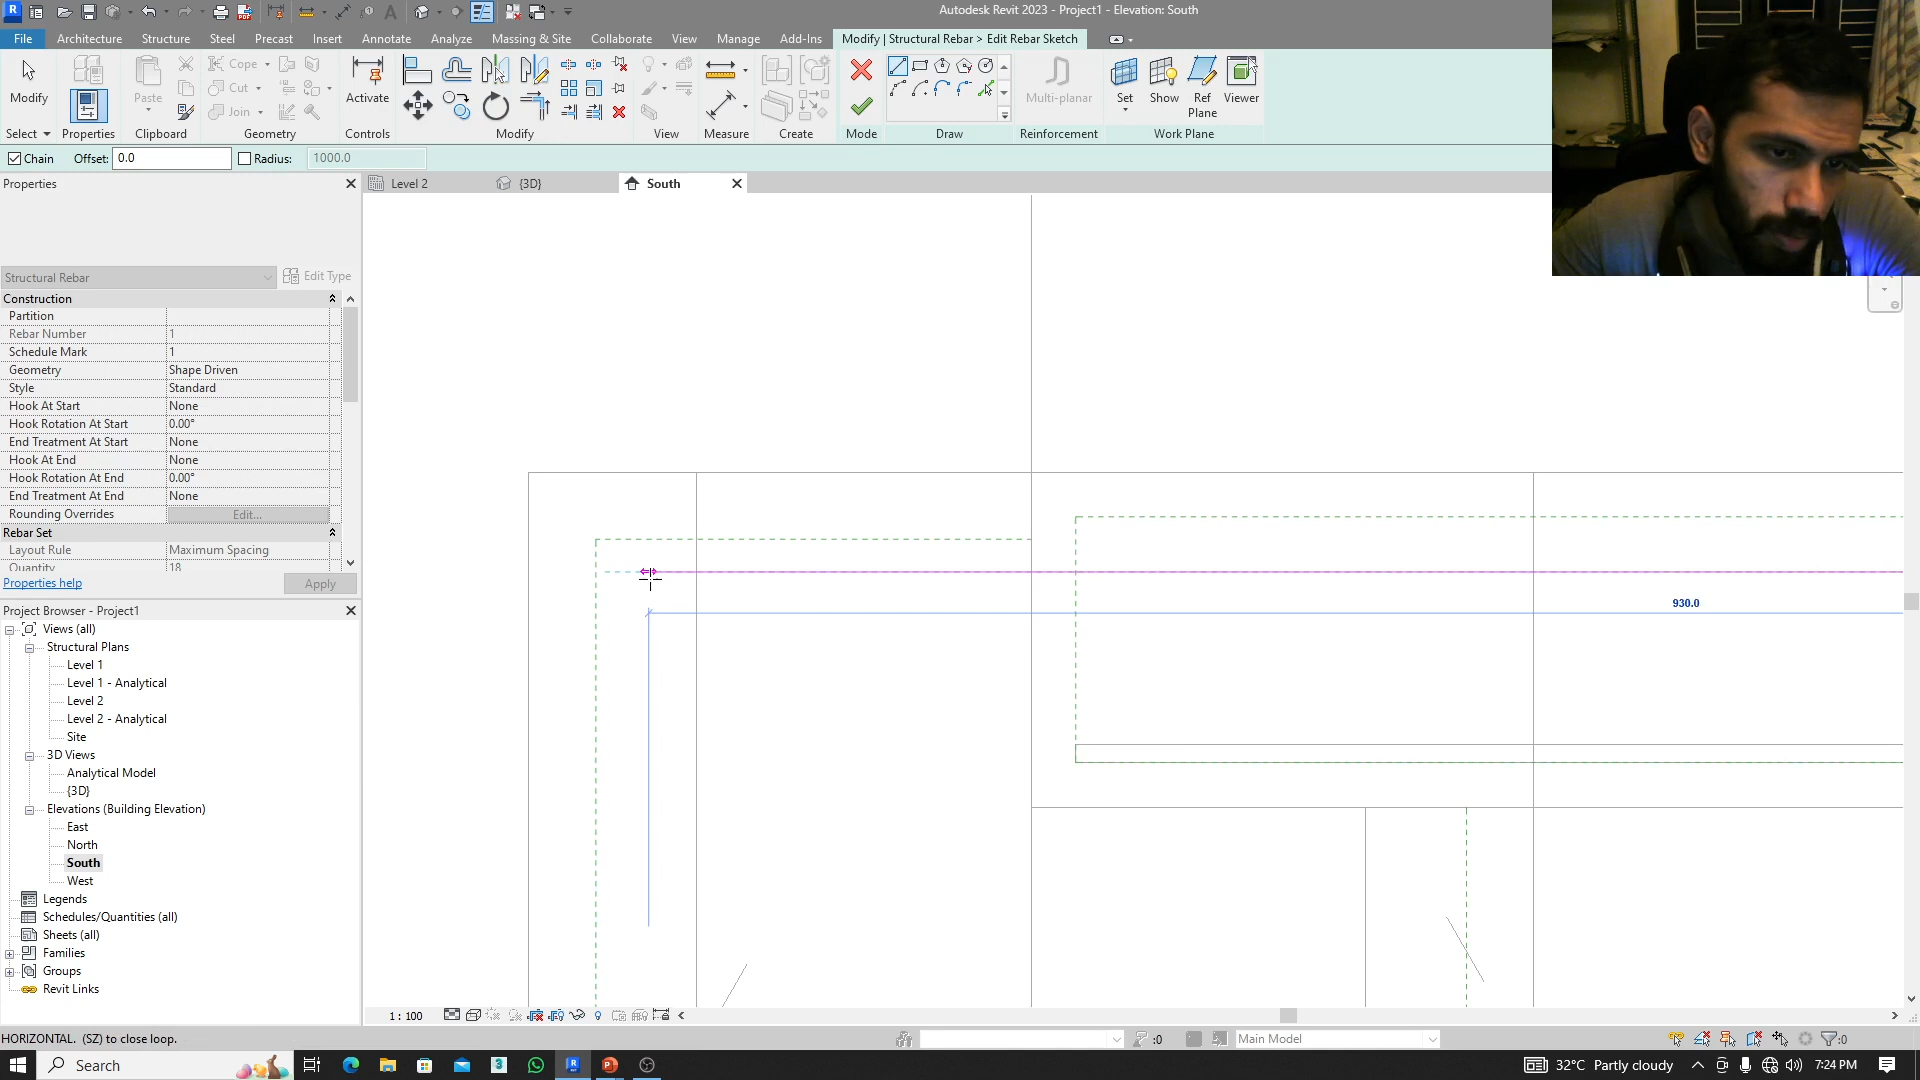 Autodesk Revit 2023 - Project1 - Elevation: South
File Architecture Structure Steel Precast Insert Annotate Analyze Massing & Site Collaborate View Manage Add-Ins Modify | Structural Rebar > Edit Rebar Sketch
Modify Paste Cope Cut Join Activate Multi-planar Set Show Ref Plane Viewer
Select Properties Clipboard Geometry Controls Modify View Measure Create Mode Draw Reinforcement Work Plane
Chain Offset: 0.0 Radius: 1000.0
Properties
Level 2 {3D} South
Structural Rebar Edit Type
Construction
Partition
Rebar Number 1
Schedule Mark 1
Geometry Shape Driven
Style Standard
Hook At Start None
Hook Rotation At Start 0.00°
End Treatment At Start None
Hook At End None
Hook Rotation At End 0.00°
End Treatment At End None
Rounding Overrides Edit...
Rebar Set
Layout Rule Maximum Spacing
Quantity 18
Properties help Apply
930.0
Project Browser - Project1
Views (all)
Structural Plans
Level 1
Level 1 - Analytical
Level 2
Level 2 - Analytical
Site
3D Views
Analytical Model
{3D}
Elevations (Building Elevation)
East
North
South
West
Legends
Schedules/Quantities (all)
Sheets (all)
Families
Groups
Revit Links
1 : 100
HORIZONTAL. (SZ) to close loop.
:0 Main Model :0
Search
32°C Partly cloudy 7:24 PM